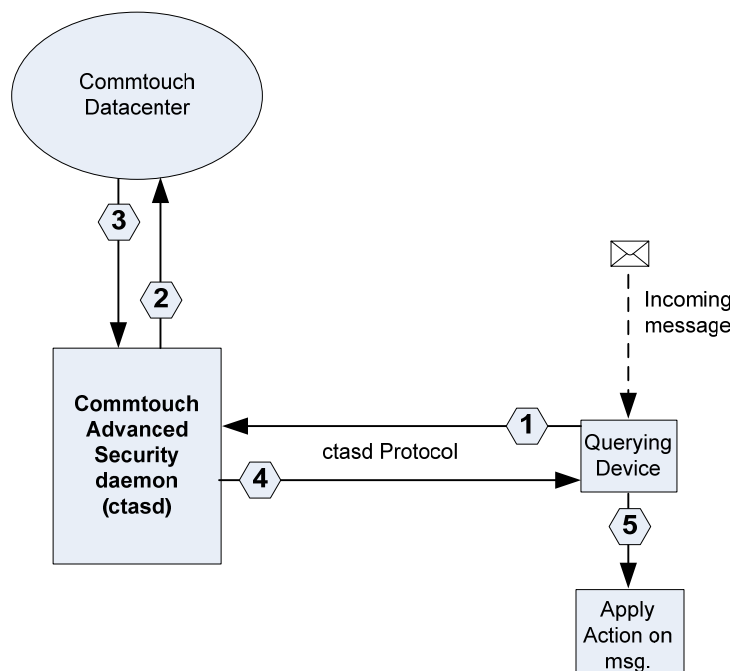 Commtouch
Datacenter
3
2
Incoming
message
Commtouch
Advanced
Security
daemon
(ctasd)
1
ctasd Protocol
4
Querying
Device
5
Apply
Action on
msg.